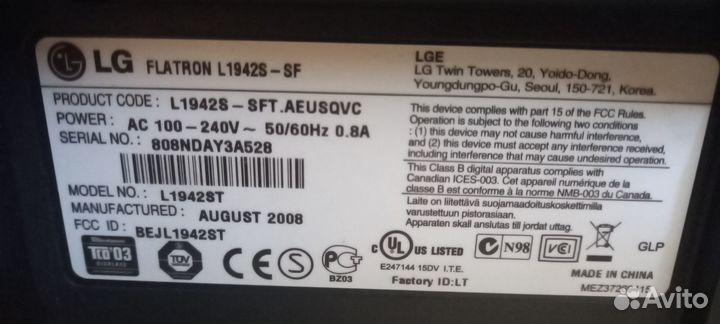 LG FLATRON L1942S-SF
PRODUCT CODE : L1942S-SFT.AEUSQVC
POWER : AC 100-240V~ 50/60Hz 0.8A
SERIAL NO. : 808NDAY3A528
MODEL NO. : L1942ST
MANUFACTURED : AUGUST 2008
FCC ID : BEJL1942ST
LGE
LG Twin Towers, 20, Yoido-Dong,
Youngdungpo-Gu, Seoul, 150-721, Korea.
This device complies with part 15 of the FCC Rules.
Operation is subject to the following two conditions
: (1) this device may not cause harmful interference,
and (2) this device must accept any interference
received, including interference that may
cause undesired operation.
This Class B digital apparatus complies with
Canadian ICES-003. Cet appareil numérique de la
classe B est conforme à la norme NMB-003 du Canada.
Laite on liitettävä suojamaadoituskoskettimilla
varustetuun pistorasiaan.
Apparaten skall anslutas till jordat uttag.
TCO'03
DISPLAYS
TÜV
CE
S
PCT
BZ03
c UL US LISTED
E247144 15DV I.T.E.
Factory ID:LT
N98
VCI
GLP
MADE IN CHINA
Avito